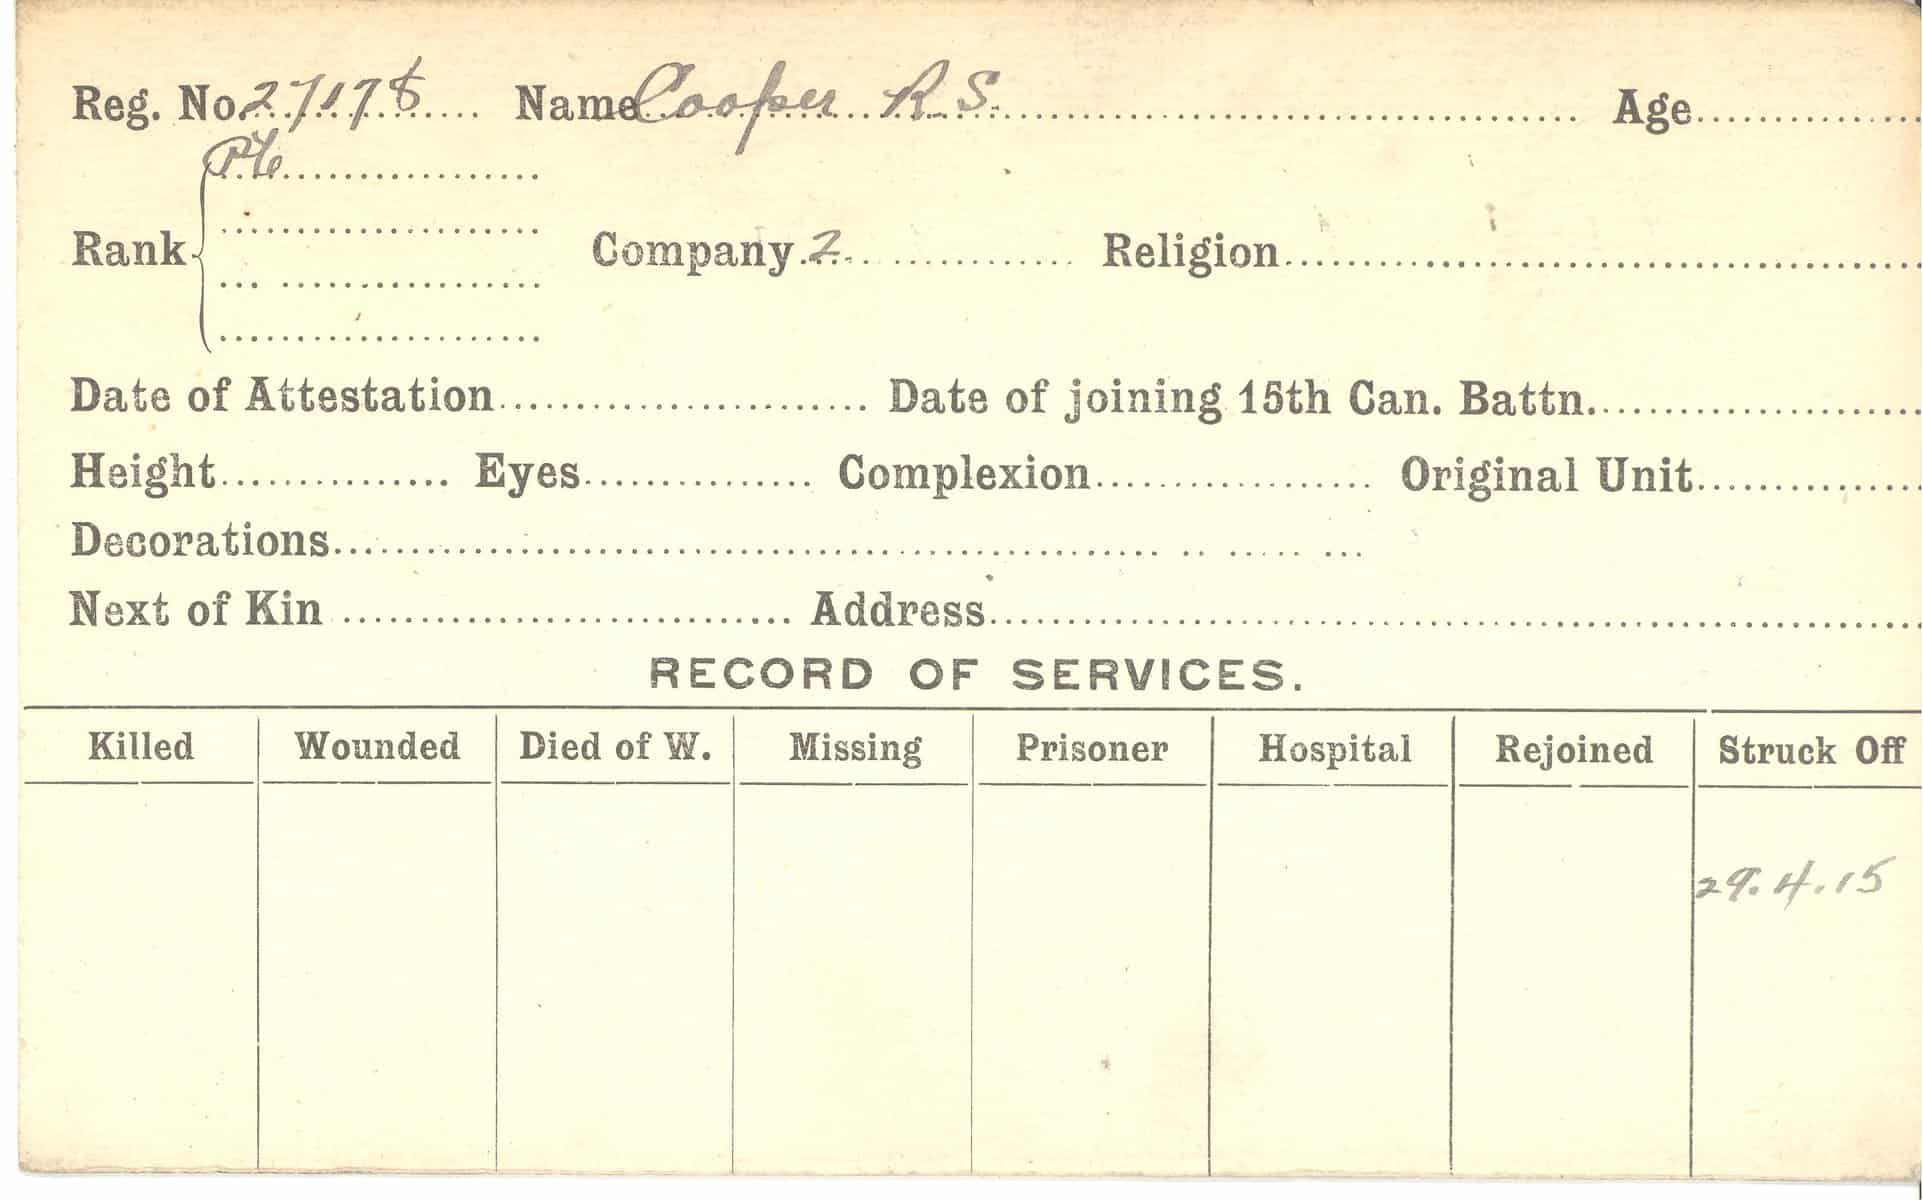 Reg. No. 27178 Name Cooper R.S. Age
Pte
Rank Company 2 Religion
Date of Attestation Date of joining 15th Can. Battn.
Height Eyes Complexion Original Unit
Decorations
Next of Kin Address
RECORD OF SERVICES.
Killed Wounded Died of W. Missing Prisoner Hospital Rejoined Struck Off
29.4.15